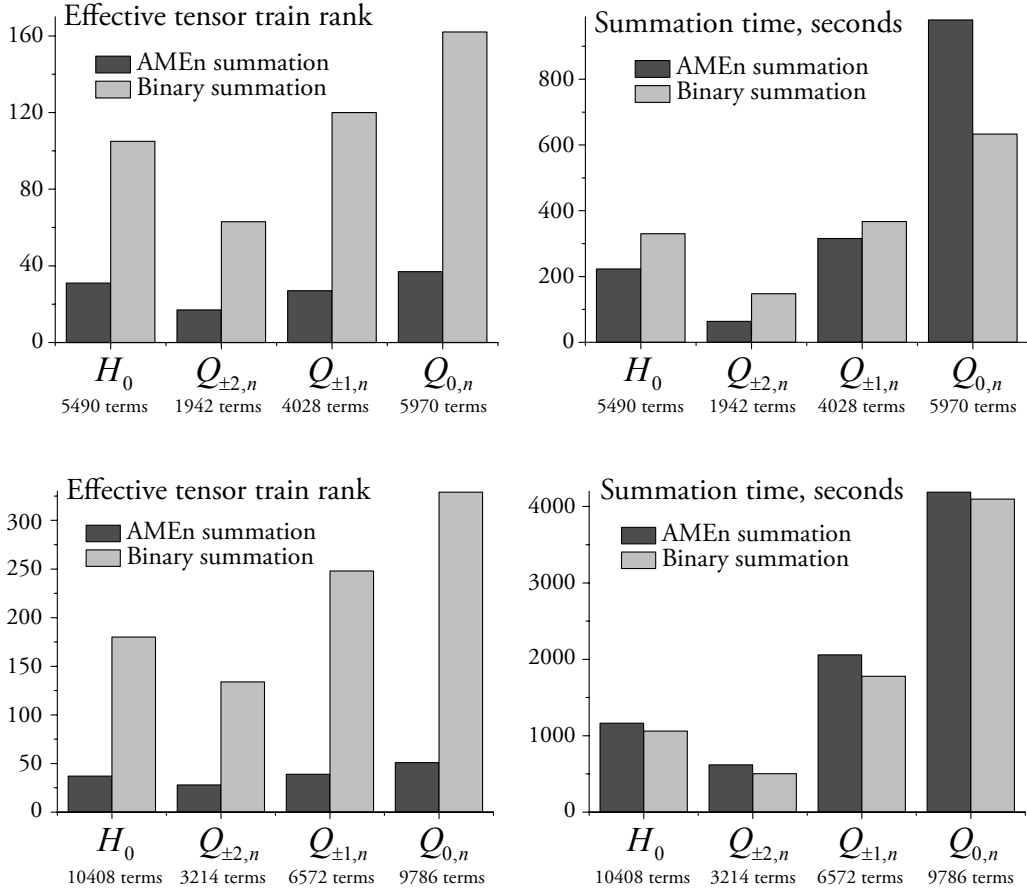 Effective tensor train rank
AMEn summation
Binary summation
160
120
80
40
0
H0
Q±2,n
Q±1,n
Q0,n
5490 terms
1942 terms
4028 terms
5970 terms
Summation time, seconds
AMEn summation
Binary summation
800
600
400
200
0
H0
Q±2,n
Q±1,n
Q0,n
5490 terms
1942 terms
4028 terms
5970 terms
Effective tensor train rank
AMEn summation
Binary summation
300
250
200
150
100
50
0
H0
Q±2,n
Q±1,n
Q0,n
10408 terms
3214 terms
6572 terms
9786 terms
Summation time, seconds
AMEn summation
Binary summation
4000
4000
2000
1000
0
H0
Q±2,n
Q±1,n
Q0,n
10408 terms
3214 terms
6572 terms
9786 terms